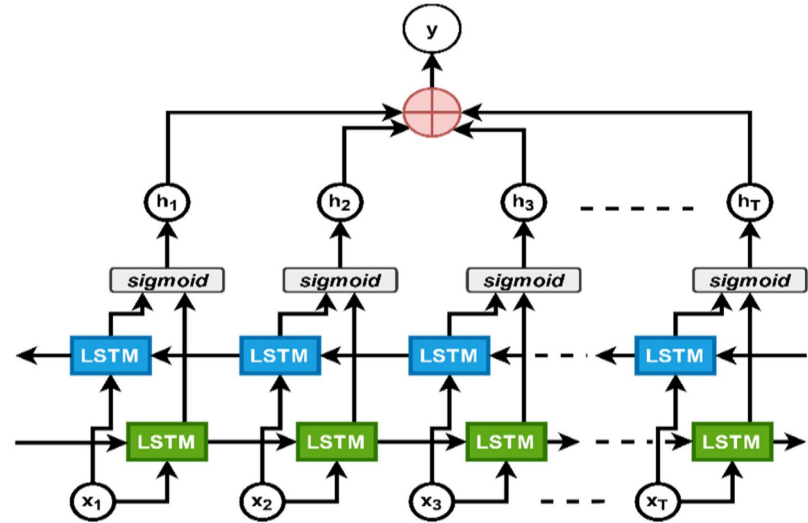 y
h1 h2 h3 hT
sigmoid sigmoid sigmoid sigmoid
LSTM LSTM LSTM LSTM
LSTM LSTM LSTM LSTM
x1 x2 x3 xT